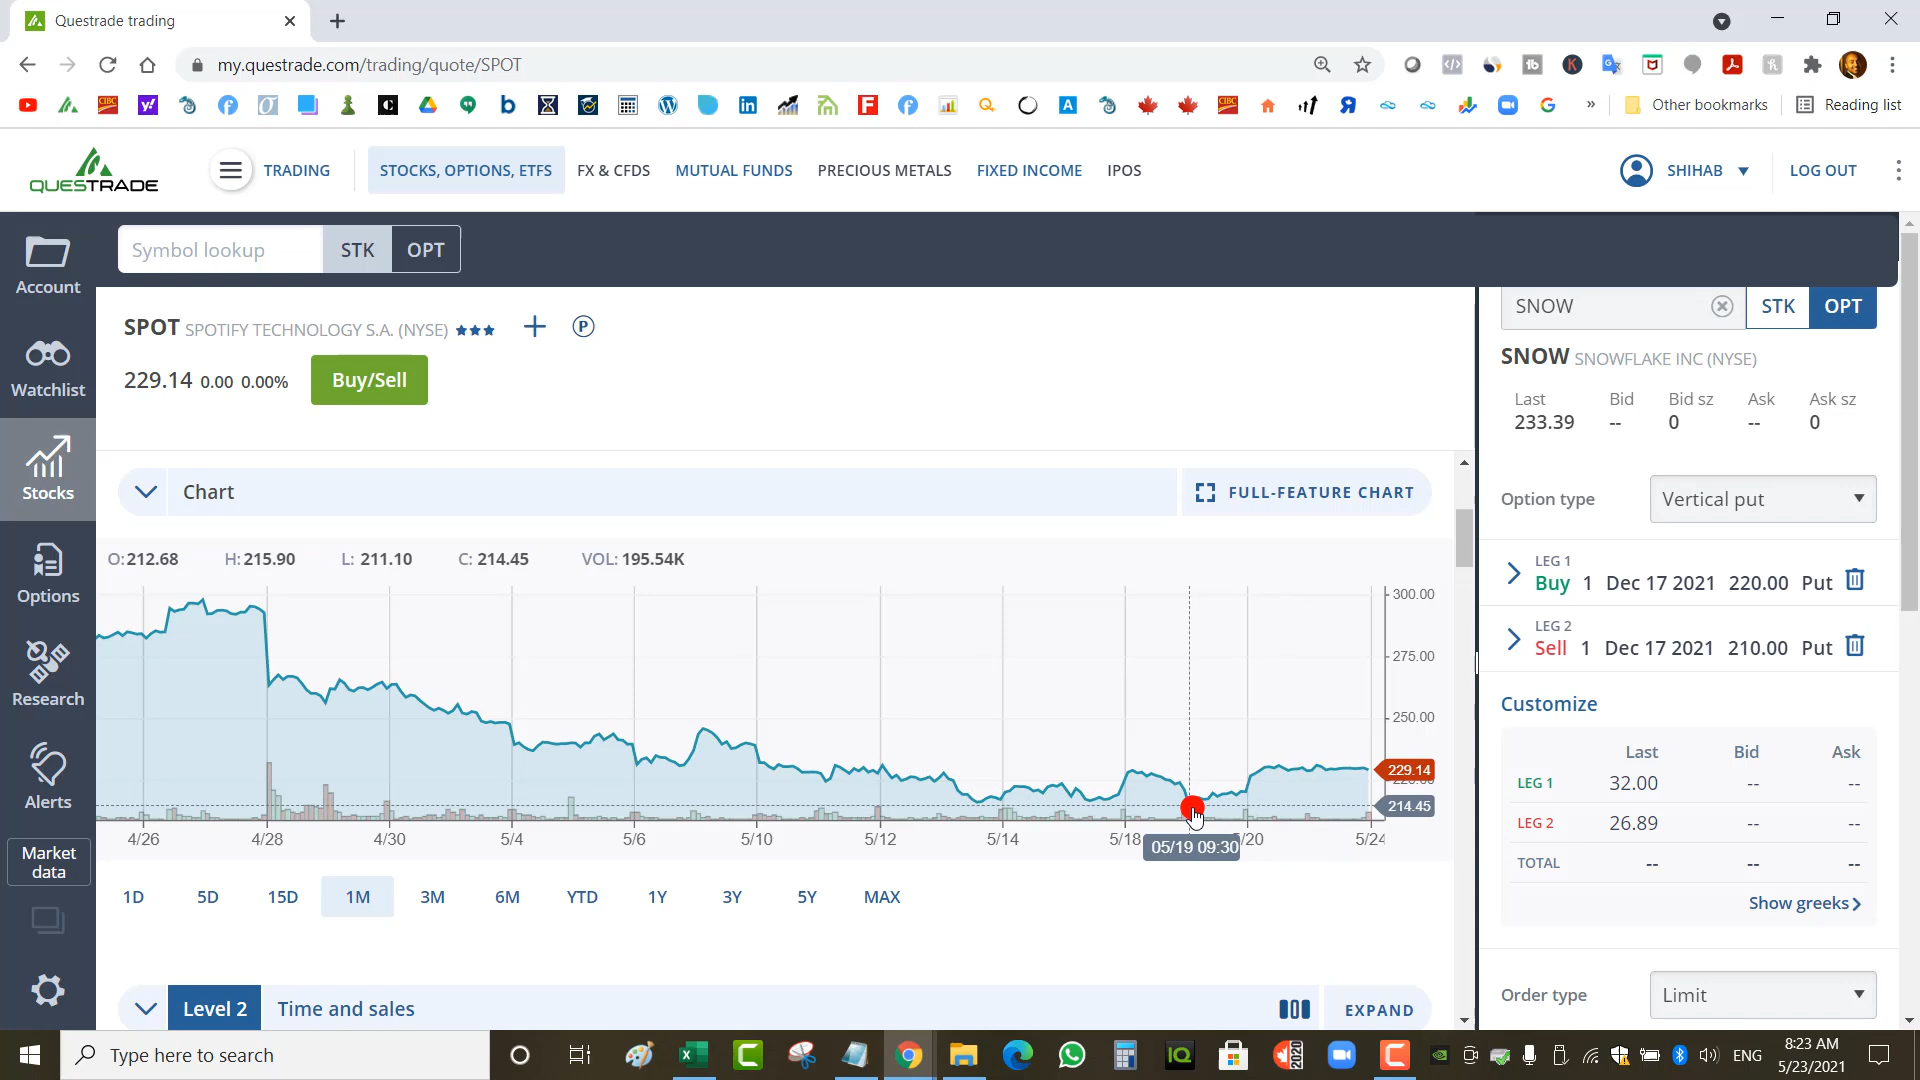 Questrade trading
my.questrade.com/trading/quote/SPOT
Other bookmarks
Reading list
QUESTRADE
TRADING
STOCKS, OPTIONS, ETFS
FX & CFDS
MUTUAL FUNDS
PRECIOUS METALS
FIXED INCOME
IPOS
SHIHAB
LOG OUT
Account
Watchlist
Stocks
Options
Research
Alerts
Market
data
Symbol lookup
STK
OPT
SPOT SPOTIFY TECHNOLOGY S.A. (NYSE)
229.14 0.00 0.00%
Buy/Sell
Chart
FULL-FEATURE CHART
O:212.68 H:215.90 L: 211.10 C: 214.45 VOL: 195.54K
300.00
275.00
250.00
229.14
214.45
4/26 4/28 4/30 5/4 5/6 5/10 5/12 5/14 5/18 /20 5/24
05/19 09:30
1D 5D 15D 1M 3M 6M YTD 1Y 3Y 5Y MAX
Level 2
Time and sales
EXPAND
SNOW
STK
OPT
SNOW SNOWFLAKE INC (NYSE)
Last Bid Bid sz Ask Ask sz
233.39 -- 0 -- 0
Option type
Vertical put
LEG 1
Buy 1 Dec 17 2021 220.00 Put
LEG 2
Sell 1 Dec 17 2021 210.00 Put
Customize
Last Bid Ask
LEG 1 32.00 -- --
LEG 2 26.89 -- --
TOTAL -- -- --
Show greeks
Order type
Limit
Type here to search
ENG
8:23 AM
5/23/2021